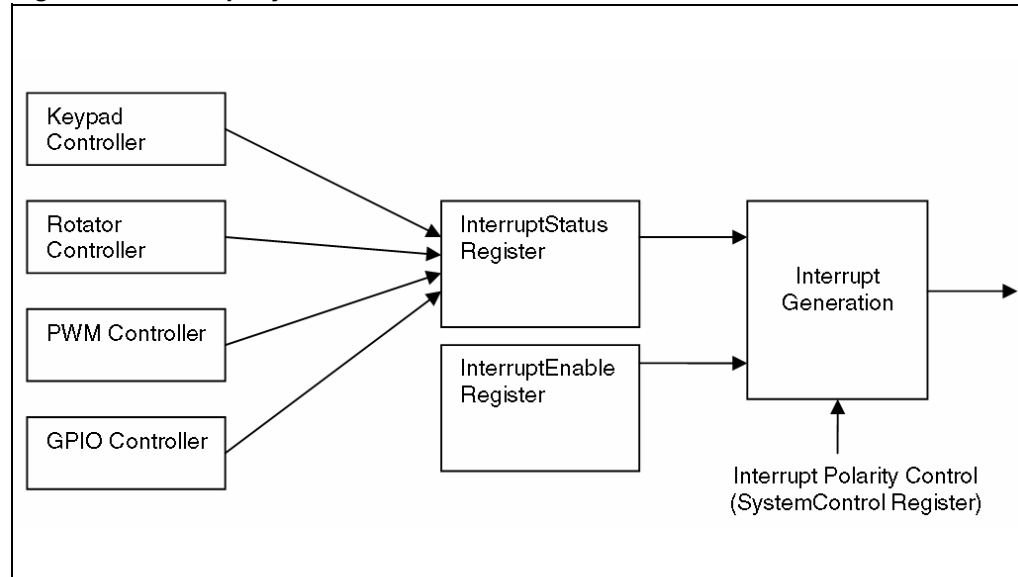 Keypad
Controller
Rotator
Controller
PWM Controller
GPIO Controller
InterruptStatus
Register
InterruptEnable
Register
Interrupt
Generation
Interrupt Polarity Control
(SystemControl Register)